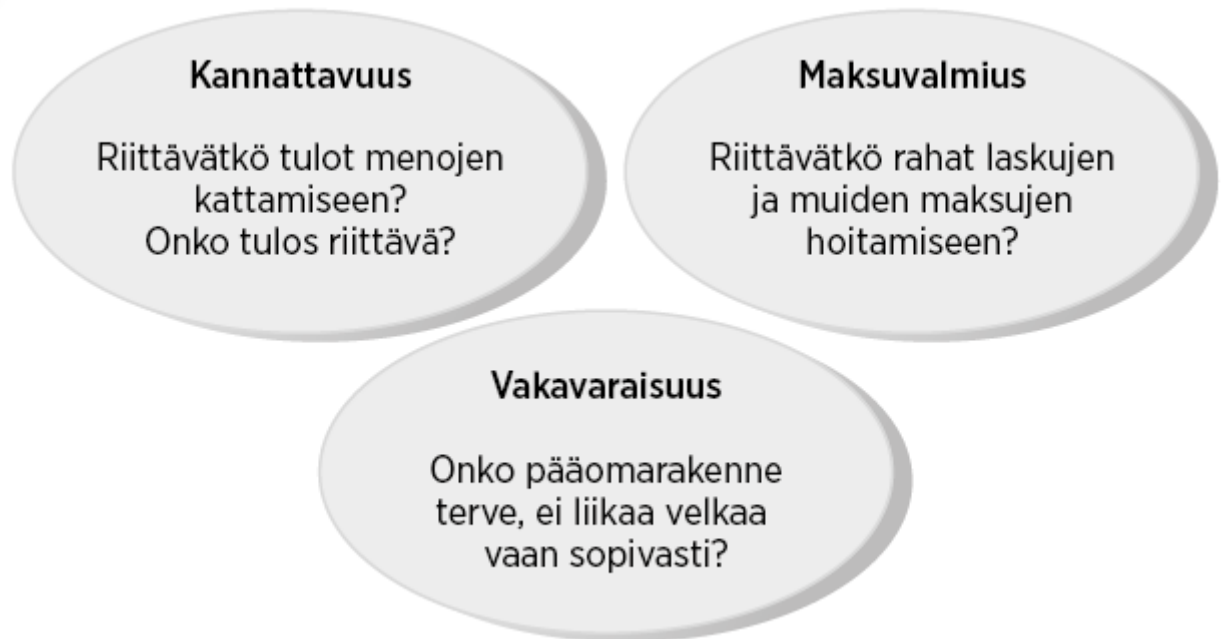 Kannattavuus
Riittävätkö tulot menojen
kattamiseen?
Onko tulos riittävä?
Maksuvalmius
Riittävätkö rahat laskujen
ja muiden maksujen
hoitamiseen?
Vakavaraisuus
Onko pääomarakenne
terve, ei liikaa velkaa
vaan sopivasti?